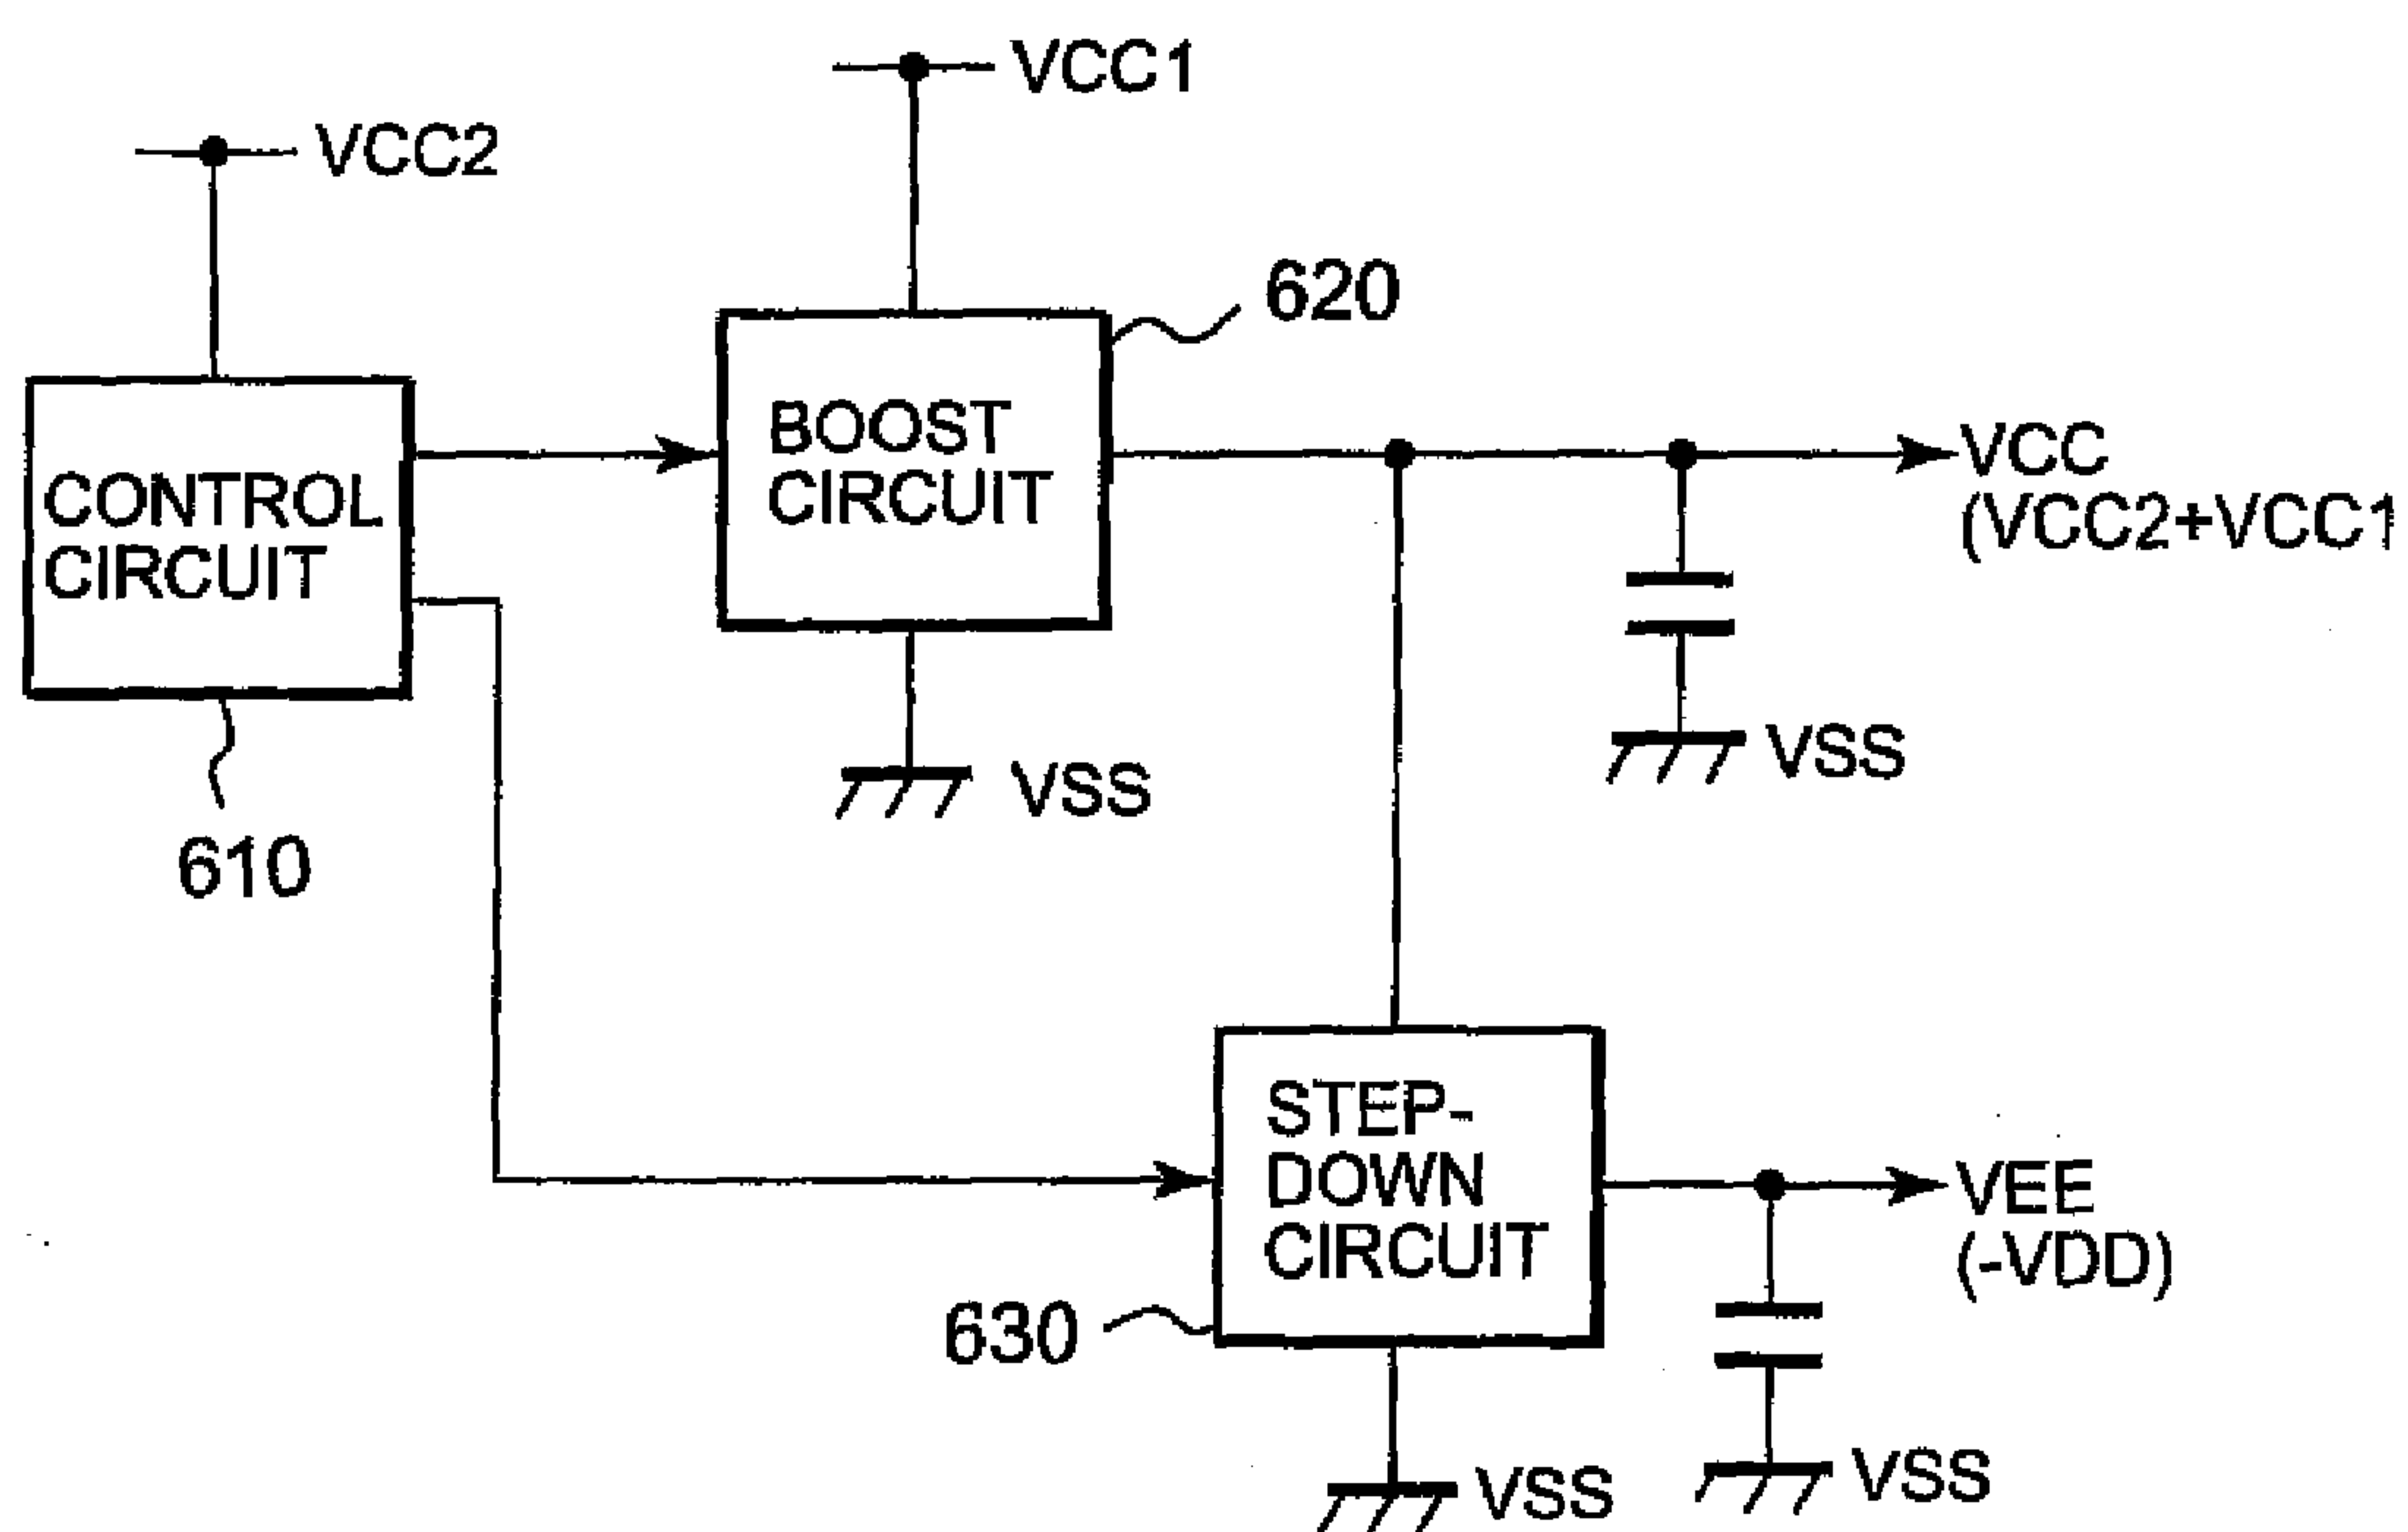 VCC1
VCC2
620
BOOST
CIRCUIT
VCC
(VCC2+VCC1
CONTROL
CIRCUIT
VSS
VSS
610
STEP-
DOWN
CIRCUIT
VEE
(-VDD)
630
VSS
VSS